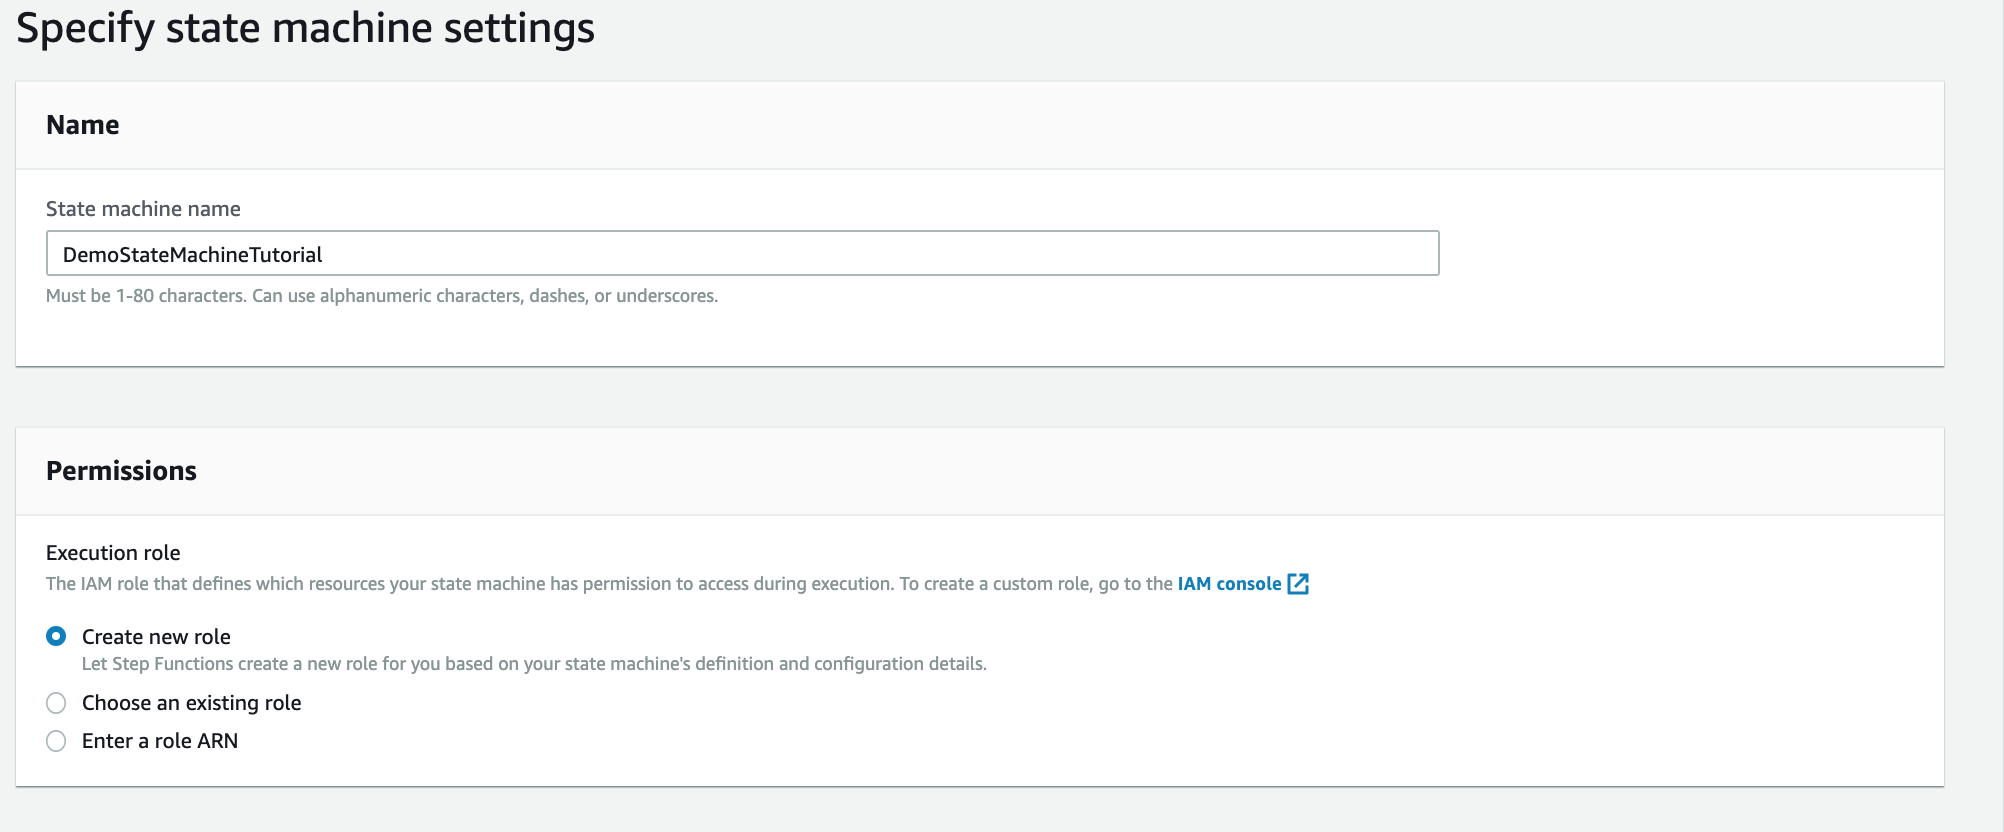 Specify state machine settings
Name
State machine name
DemoStateMachineTutorial
Must be 1-80 characters. Can use alphanumeric characters, dashes, or underscores.
Permissions
Execution role
The IAM role that defines which resources your state machine has permission to access during execution. To create a custom role, go to the IAM console
Create new role
Let Step Functions create a new role for you based on your state machine's definition and configuration details.
Choose an existing role
Enter a role ARN